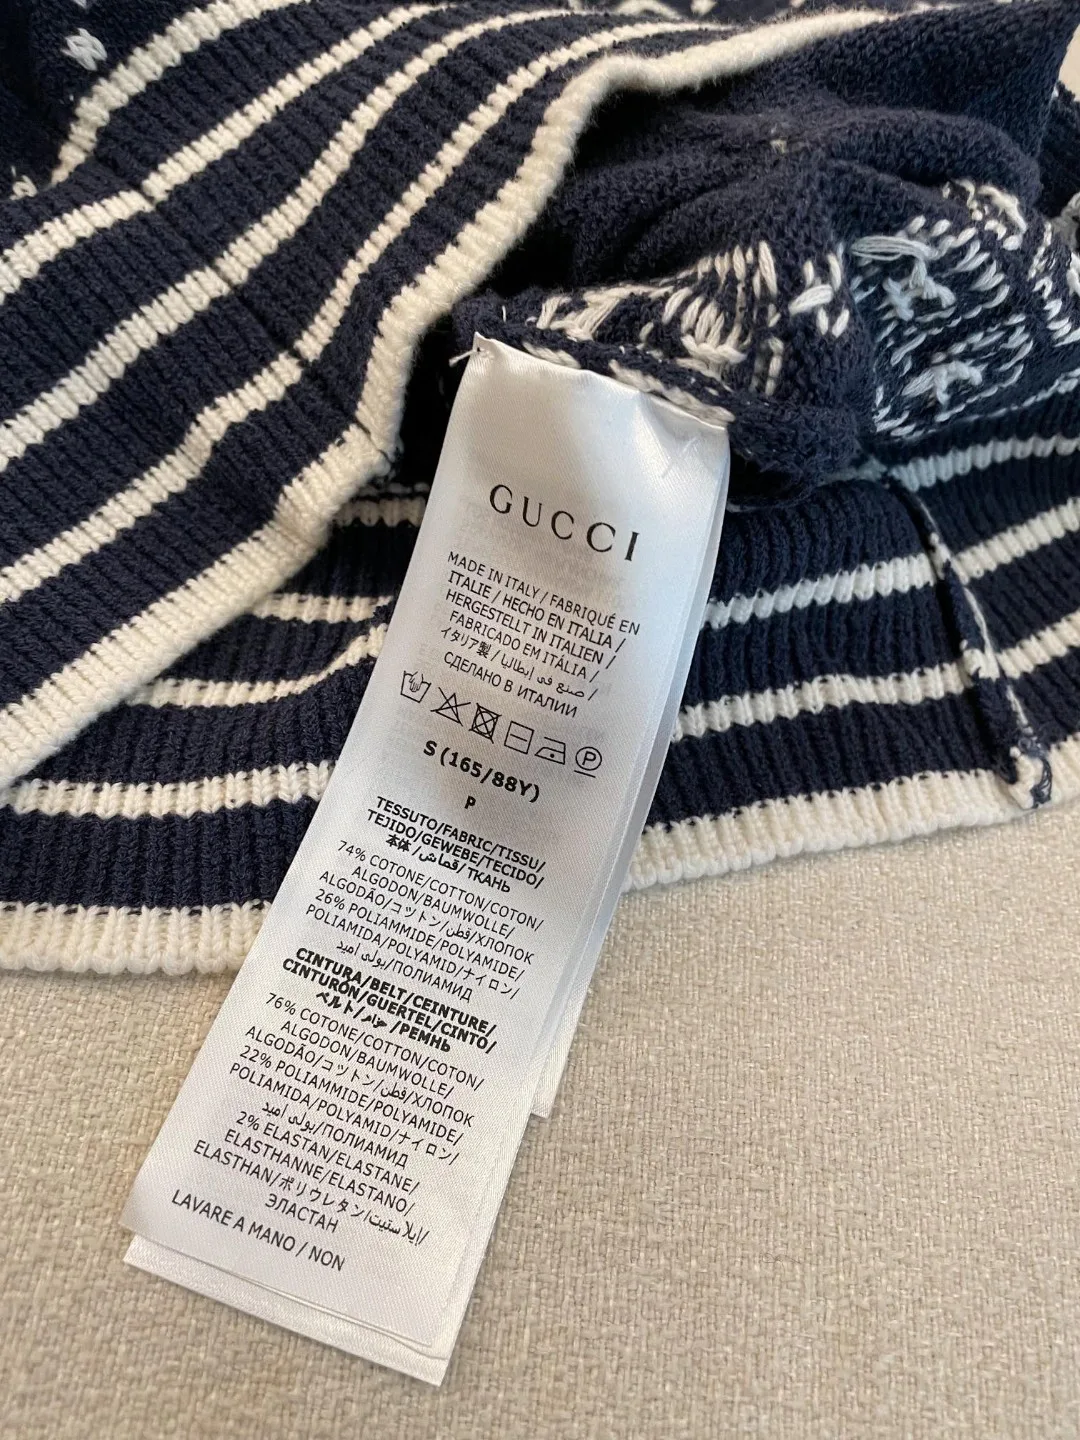 GUCCI
MADE IN ITALY / FABRIQUÉ EN
ITALIE / HECHO EN ITALIA /
HERGESTELLT IN ITALIEN /
FABRICADO EM ITÁLIA /
イタリア製 / صنع في إيطاليا /
СДЕЛАНО В ИТАЛИИ
P
S (165/88Y)
P
TESSUTO/FABRIC/TISSU/
TEJIDO/GEWEBE/TECIDO/
本体/قماش/ТКАНЬ
74% COTONE/COTTON/COTON/
ALGODON/BAUMWOLLE/
ALGODÃO/コットン/قطن/ХЛОПОК
26% POLIAMMIDE/POLYAMIDE/
POLIAMIDA/POLYAMID/ナイロン/
بولي أميد/ПОЛИАМИД
CINTURA/BELT/CEINTURE/
CINTURÓN/GUERTEL/CINTO/
ベルト/حزام/РЕМНЬ
76% COTONE/COTTON/COTON/
ALGODON/BAUMWOLLE/
ALGODÃO/コットン/قطن/ХЛОПОК
22% POLIAMMIDE/POLYAMIDE/
POLIAMIDA/POLYAMID/ナイロン/
بولي أميد/ПОЛИАМИД
2% ELASTAN/ELASTANE/
ELASTHANNE/ELASTANO/
ELASTHAN/ポリウレタン/إيلاستيت/
ЭЛАСТАН
LAVARE A MANO / NON